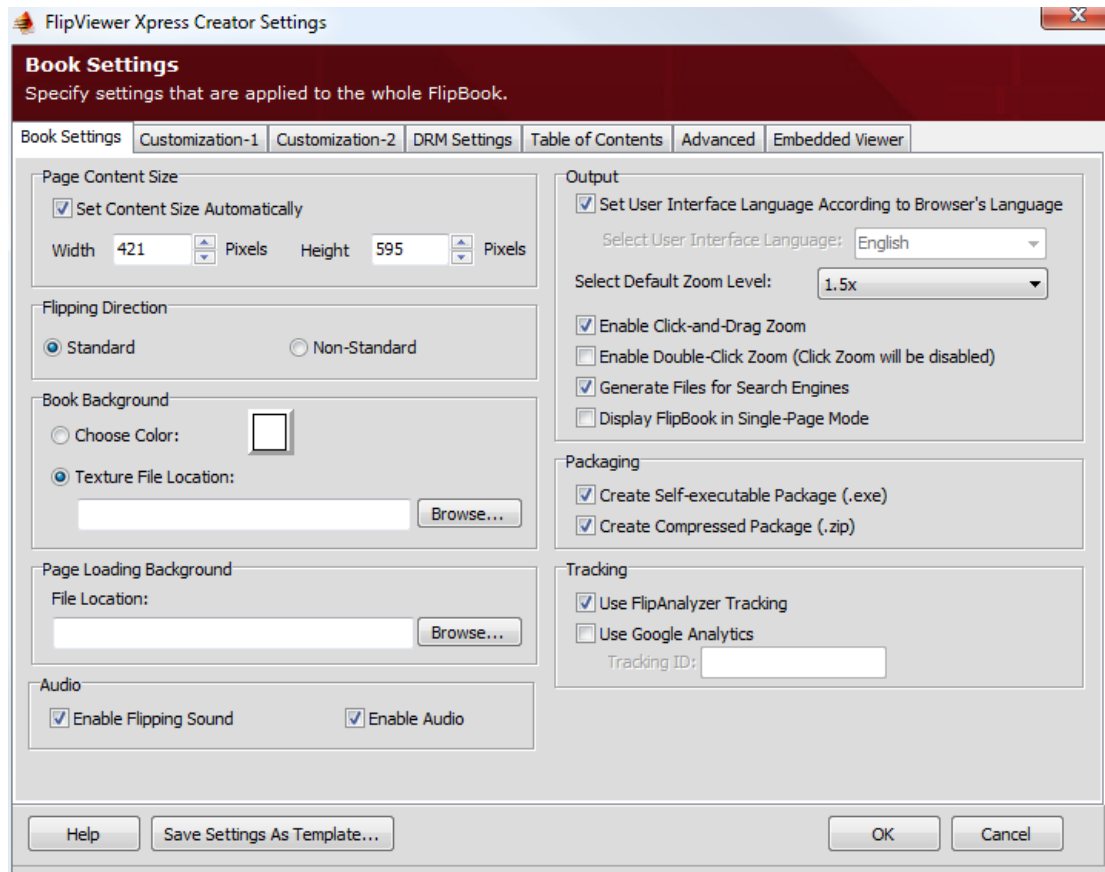 FlipViewer Xpress Creator Settings
Book Settings
Specify settings that are applied to the whole FlipBook.
Book Settings Customization-1 Customization-2 DRM Settings Table of Contents Advanced Embedded Viewer
Page Content Size
Set Content Size Automatically
Width 421 Pixels Height 595 Pixels
Flipping Direction
Standard Non-Standard
Book Background
Choose Color:
Texture File Location:
Browse...
Page Loading Background
File Location:
Browse...
Audio
Enable Flipping Sound Enable Audio
Output
Set User Interface Language According to Browser's Language
Select User Interface Language: English
Select Default Zoom Level: 1.5x
Enable Click-and-Drag Zoom
Enable Double-Click Zoom (Click Zoom will be disabled)
Generate Files for Search Engines
Display FlipBook in Single-Page Mode
Packaging
Create Self-executable Package (.exe)
Create Compressed Package (.zip)
Tracking
Use FlipAnalyzer Tracking
Use Google Analytics
Tracking ID:
Help Save Settings As Template... OK Cancel